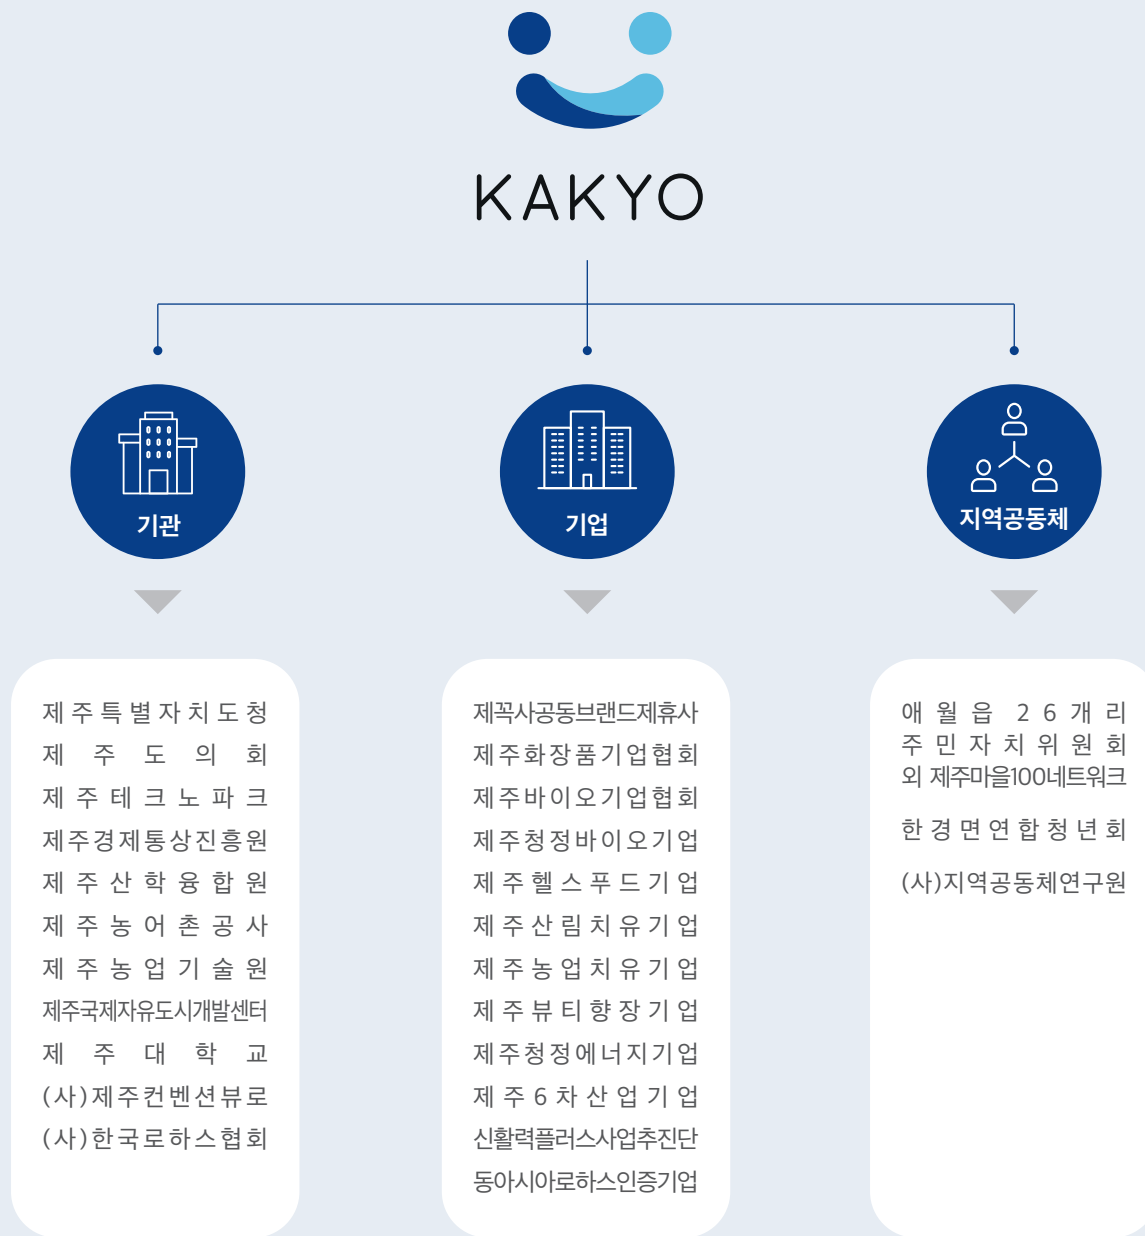 KAKYO
기관
제주특별자치도청
제주도의회
제주테크노파크
제주경제통상진흥원
제주산학융합원
제주농어촌공사
제주농업기술원
제주국제자유도시개발센터
제주대학교
(사)제주컨벤션뷰로
(사)한국로하스협회
기업
제꼭사공동브랜드제휴사
제주화장품기업협회
제주바이오기업협회
제주청정바이오기업
제주헬스푸드기업
제주산림치유기업
제주농업치유기업
제주뷰티향장기업
제주청정에너지기업
제주6차산업기업
신활력플러스사업추진단
동아시아로하스인증기업
지역공동체
애월읍 26개리
주민자치위원회
외 제주마을100네트워크
한경면연합청년회
(사)지역공동체연구원